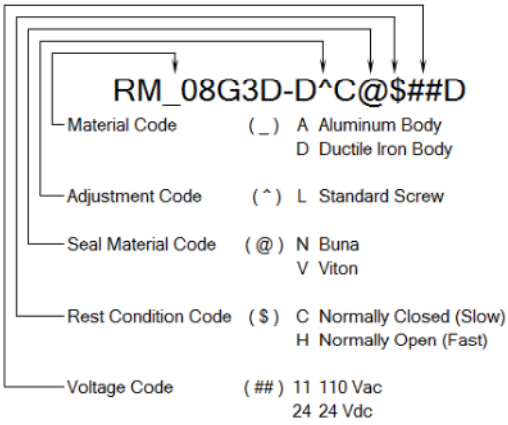 RM_08G3D-D^C@$##D
Material Code ( _ ) A Aluminum Body
D Ductile Iron Body
Adjustment Code ( ^ ) L Standard Screw
Seal Material Code ( @ ) N Buna
V Viton
Rest Condition Code ( $ ) C Normally Closed (Slow)
H Normally Open (Fast)
Voltage Code ( ## ) 11 110 Vac
24 24 Vdc